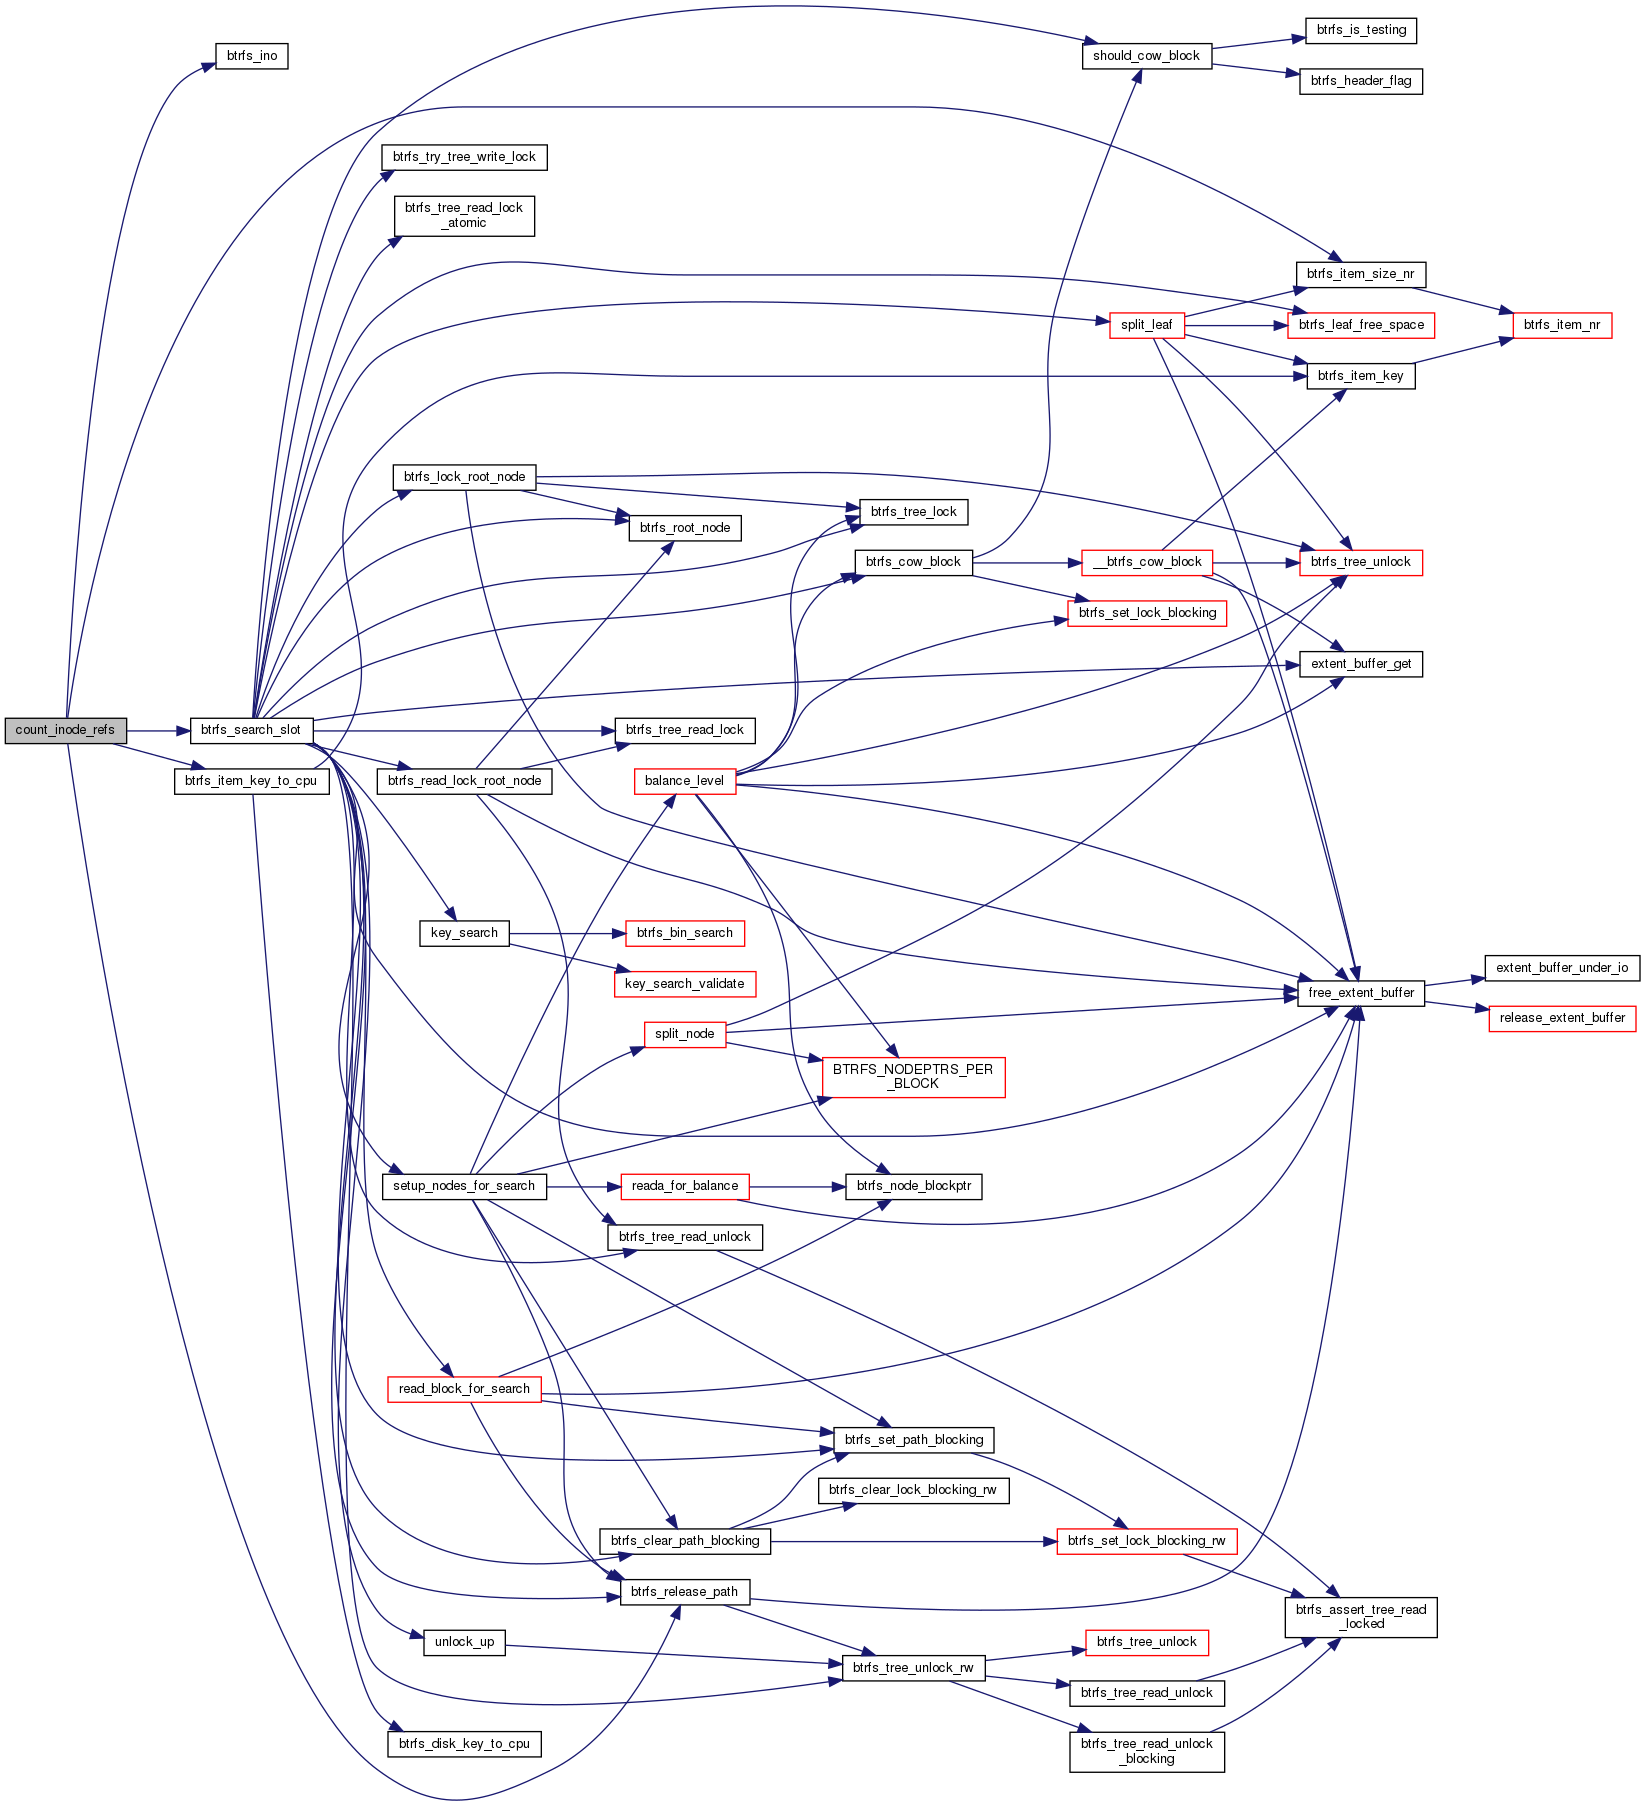 btrfs_is_testing
should_cow_block
btrfs_ino
btrfs_header_flag
btrfs_try_tree_write_lock
btrfs_tree_read_lock
_atomic
btrfs_item_size_nr
split_leaf
btrfs_leaf_free_space
btrfs_item_nr
btrfs_item_key
btrfs_lock_root_node
btrfs_tree_lock
btrfs_root_node
btrfs_cow_block
__btrfs_cow_block
btrfs_tree_unlock
btrfs_set_lock_blocking
extent_buffer_get
count_inode_refs
btrfs_search_slot
btrfs_tree_read_lock
btrfs_item_key_to_cpu
btrfs_read_lock_root_node
balance_level
key_search
btrfs_bin_search
extent_buffer_under_io
key_search_validate
free_extent_buffer
release_extent_buffer
split_node
BTRFS_NODEPTRS_PER
_BLOCK
setup_nodes_for_search
reada_for_balance
btrfs_node_blockptr
btrfs_tree_read_unlock
read_block_for_search
btrfs_set_path_blocking
btrfs_clear_lock_blocking_rw
btrfs_clear_path_blocking
btrfs_set_lock_blocking_rw
btrfs_release_path
btrfs_assert_tree_read
_locked
unlock_up
btrfs_tree_unlock
btrfs_tree_unlock_rw
btrfs_tree_read_unlock
btrfs_disk_key_to_cpu
btrfs_tree_read_unlock
_blocking